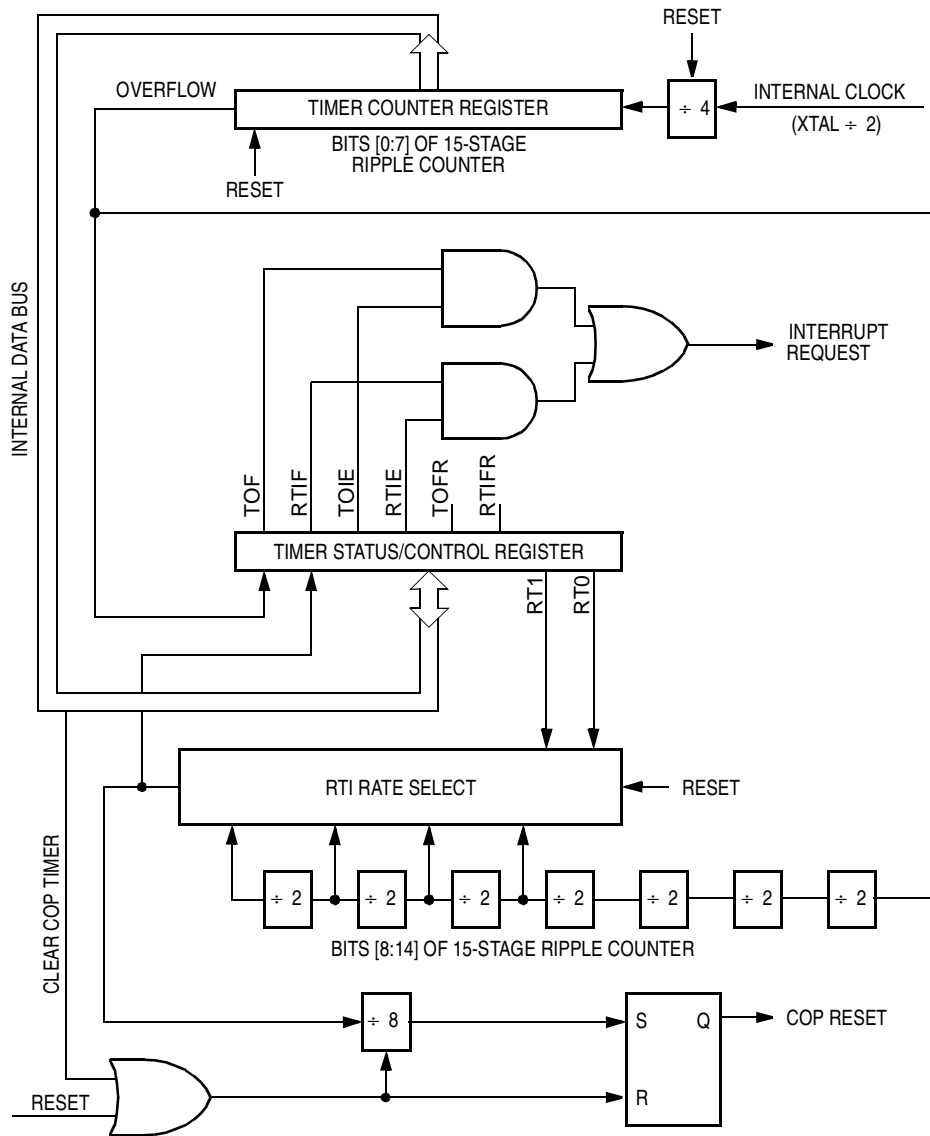 RESET
OVERFLOW
TIMER COUNTER REGISTER
÷ 4
INTERNAL CLOCK
(XTAL ÷ 2)
BITS [0:7] OF 15-STAGE
RIPPLE COUNTER
RESET
INTERNAL DATA BUS
INTERRUPT
REQUEST
TOF
RTIF
TOIE
RTIE
TOFR
RTIFR
TIMER STATUS/CONTROL REGISTER
RT1
RT0
RTI RATE SELECT
RESET
CLEAR COP TIMER
÷ 2
÷ 2
÷ 2
÷ 2
÷ 2
÷ 2
÷ 2
BITS [8:14] OF 15-STAGE RIPPLE COUNTER
÷ 8
S
Q
COP RESET
RESET
R